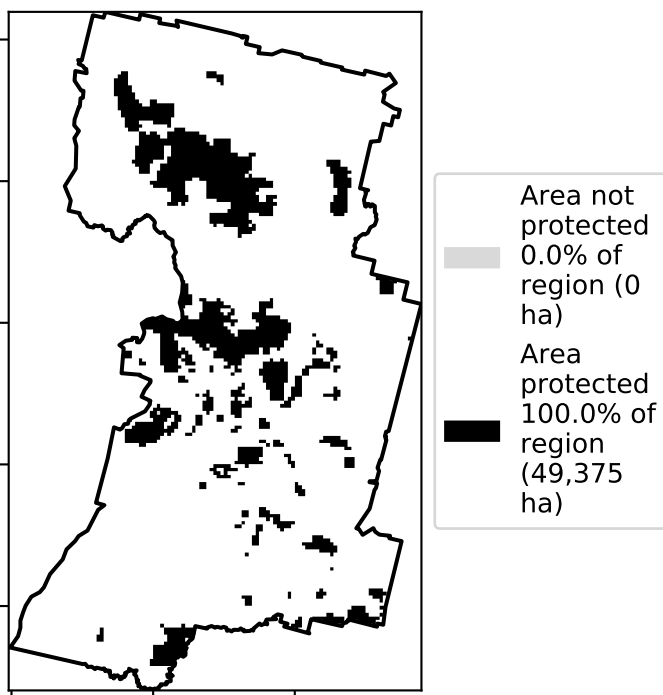 Area not
protected
0.0% of
region (0
ha)
Area
protected
100.0% of
region
(49,375
ha)